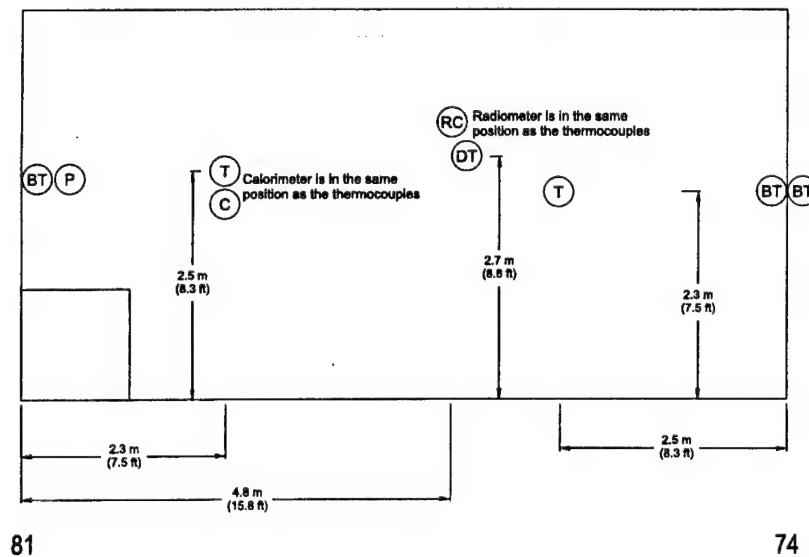 RC
Radiometer is in the same
position as the thermocouples
DT
BT P
T
Calorimeter is in the same
position as the thermocouples
C
T
BT BT
2.5 m
(8.3 ft)
2.7 m
(8.8 ft)
2.3 m
(7.5 ft)
2.3 m
(7.5 ft)
2.5 m
(8.3 ft)
4.8 m
(15.8 ft)
81
74